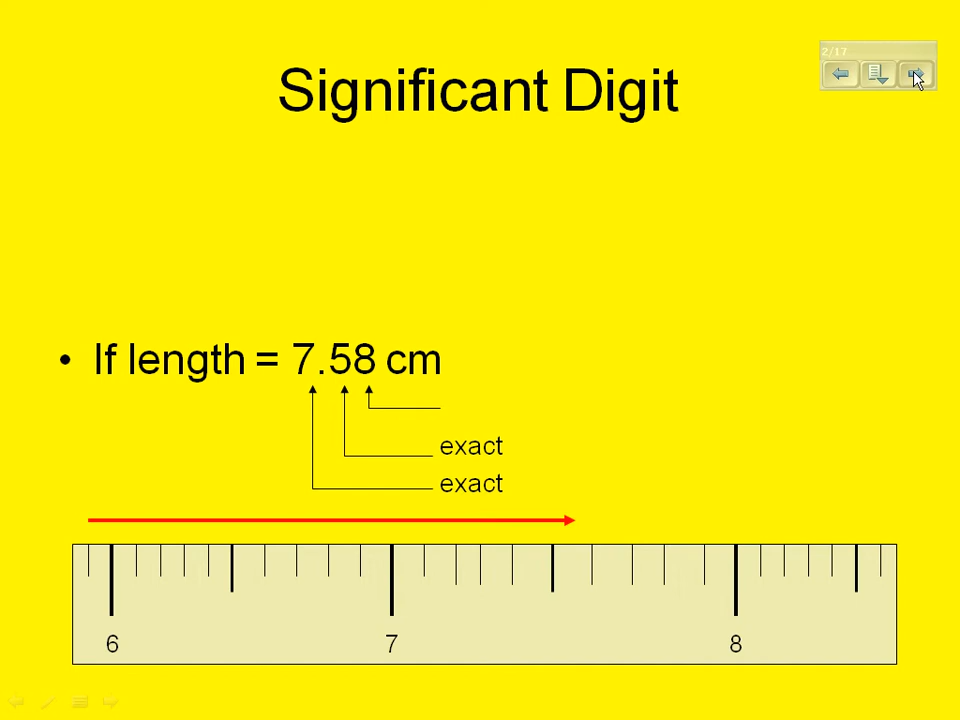 2/17
Significant Digit
• If length = 7.58 cm
exact
exact
6 7 8